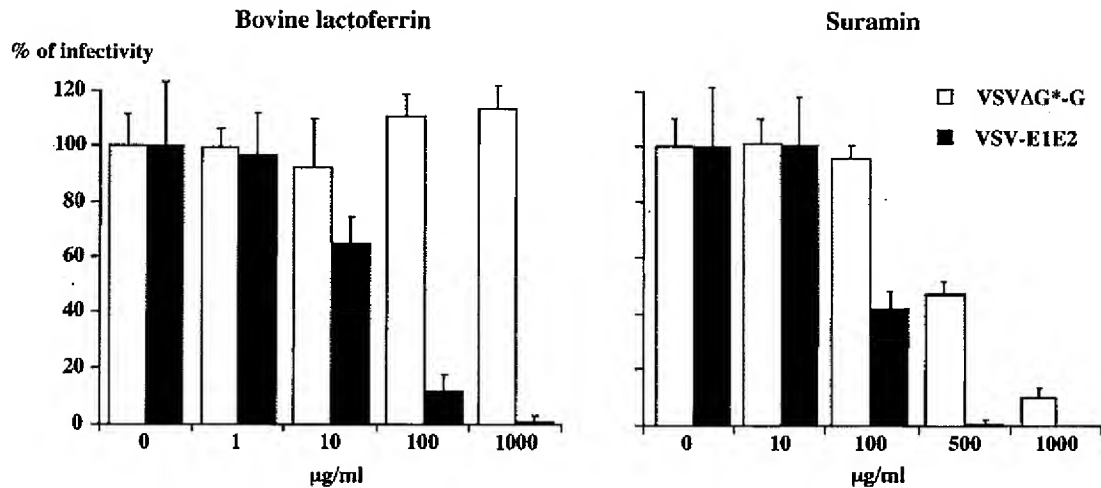 Bovine lactoferrin
% of infectivity
120
100
80
60
40
20
0
0 1 10 100 1000
µg/ml
Suramin
VSVΔG*-G
VSV-E1E2
0 10 100 500 1000
µg/ml